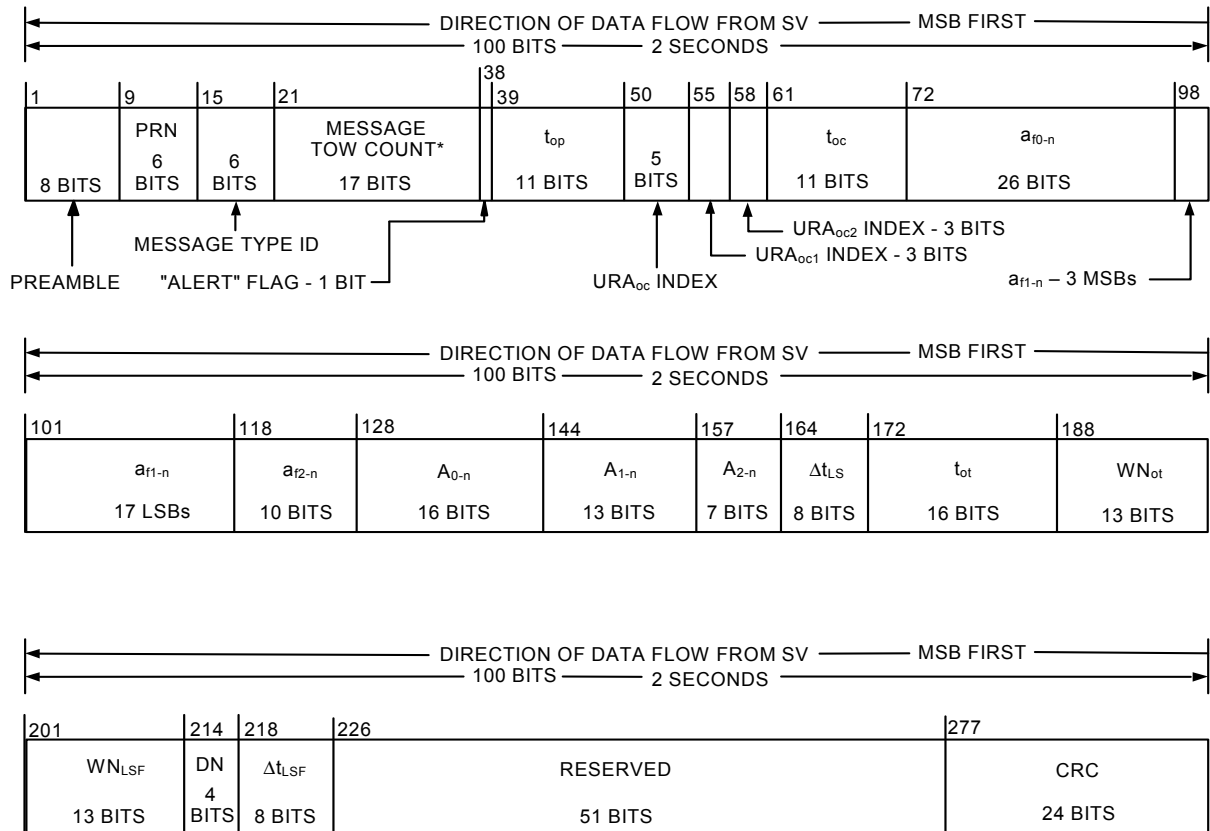 DIRECTION OF DATA FLOW FROM SV MSB FIRST
100 BITS 2 SECONDS
1 9 15 21 38 39 50 55 58 61 72 98
PRN
6
BITS
6
BITS
MESSAGE
TOW COUNT*
17 BITS
top
11 BITS
5
BITS
toc
11 BITS
af0-n
26 BITS
8 BITS
PREAMBLE
MESSAGE TYPE ID
"ALERT" FLAG - 1 BIT
URAoc INDEX
URAoc2 INDEX - 3 BITS
URAoc1 INDEX - 3 BITS
af1-n – 3 MSBs
DIRECTION OF DATA FLOW FROM SV MSB FIRST
100 BITS 2 SECONDS
101 118 128 144 157 164 172 188
af1-n af2-n A0-n A1-n A2-n ΔtLS tot WNot
17 LSBs 10 BITS 16 BITS 13 BITS 7 BITS 8 BITS 16 BITS 13 BITS
DIRECTION OF DATA FLOW FROM SV MSB FIRST
100 BITS 2 SECONDS
201 214 218 226 277
WNLSF
13 BITS
DN
4
BITS
ΔtLSF
8 BITS
RESERVED
51 BITS
CRC
24 BITS